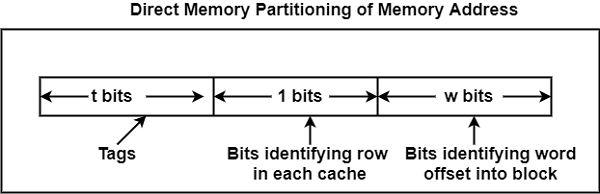 Direct Memory Partitioning of Memory Address
t bits 1 bits w bits
Tags
Bits identifying row
in each cache
Bits identifying word
offset into block